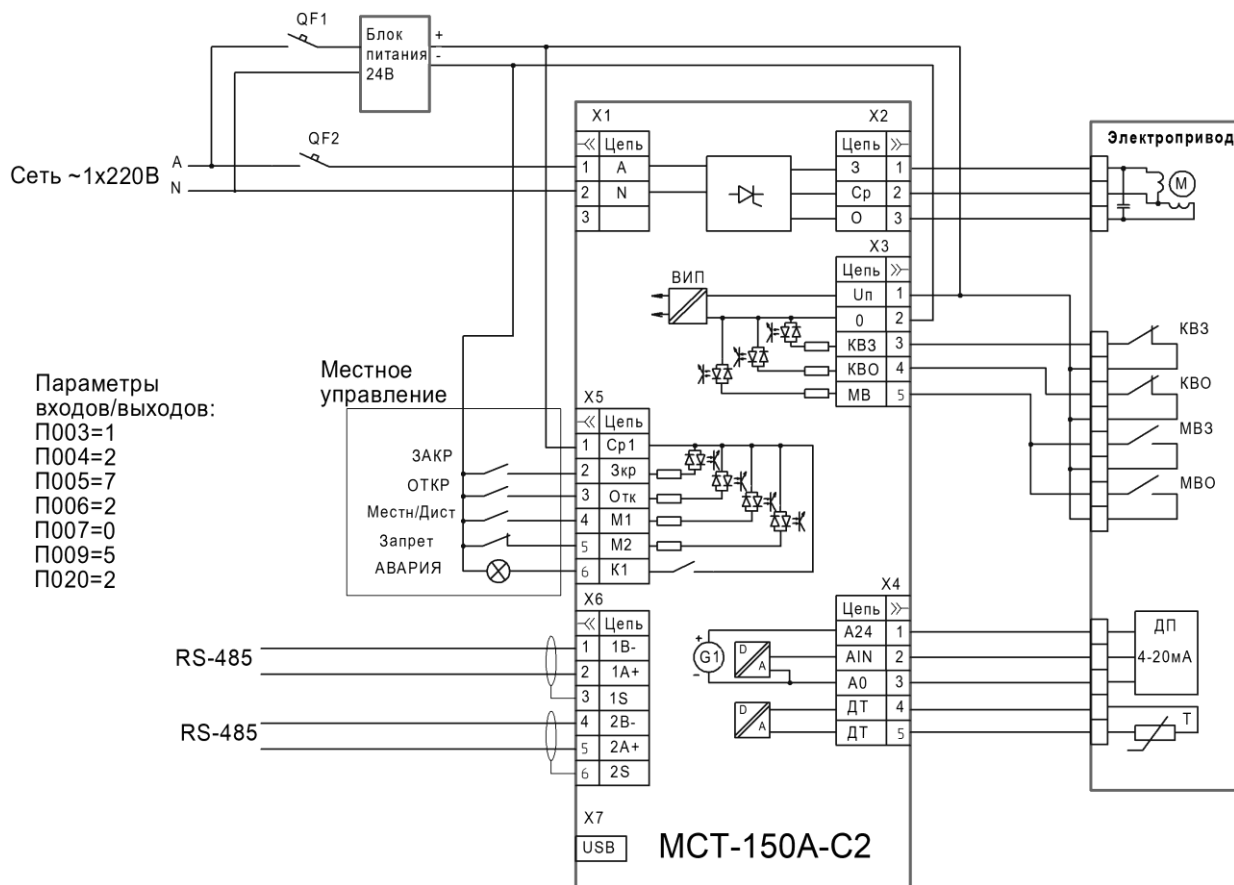 QF1
Блок
питания
24В
+
-
QF2
Сеть ~1х220В
A
N
X1
Цепь
1 A
2 N
3
X2
Цепь
З 1
Ср 2
О 3
X3
Цепь
Uп 1
0 2
КВЗ 3
КВО 4
МВ 5
ВИП
Электропривод
М
КВЗ
КВО
МВЗ
МВО
Параметры
входов/выходов:
П003=1
П004=2
П005=7
П006=2
П007=0
П009=5
П020=2
Местное
управление
ЗАКР
ОТКР
Местн/Дист
Запрет
АВАРИЯ
X5
Цепь
1 Ср1
2 Зкр
3 Отк
4 М1
5 М2
6 К1
X6
Цепь
1 1B-
2 1A+
3 1S
4 2B-
5 2A+
6 2S
RS-485
RS-485
X4
Цепь
A24 1
AIN 2
A0 3
ДТ 4
ДТ 5
+
G1
-
D
A
D
A
ДП
4-20мА
T
X7
USB
МСТ-150А-С2